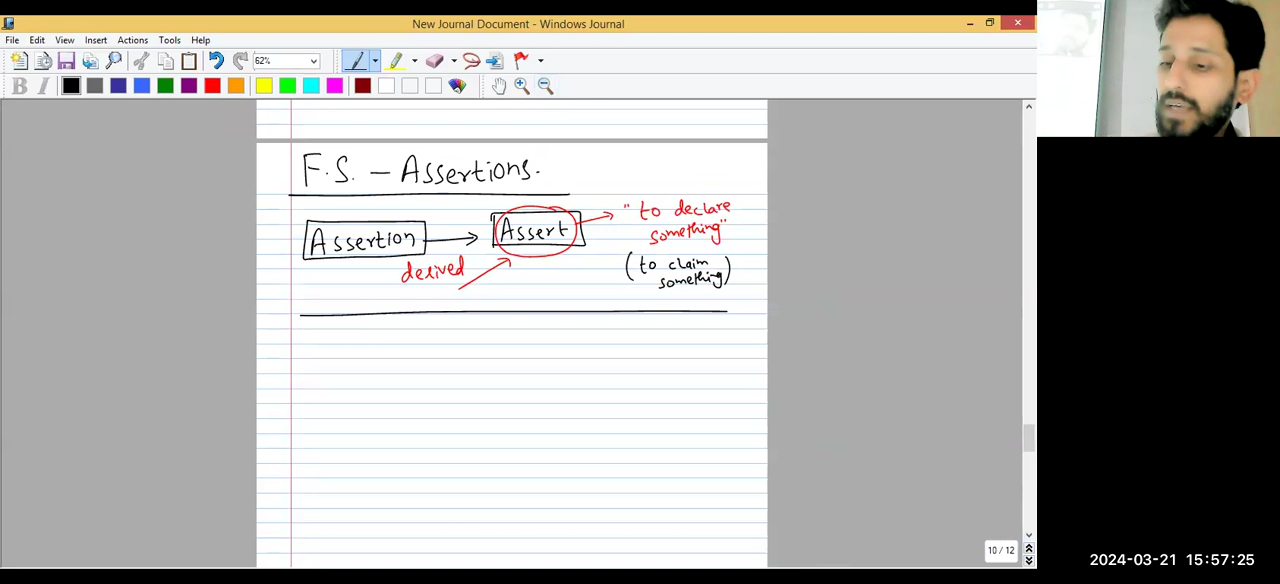 New Journal Document - Windows Journal
File Edit View Insert Actions Tools Help
62%
B I
F.S. - Assertions.
Assertion
derived
Assert
"to declare
something"
(to claim
something)
10 / 12
2024-03-21 15:57:25